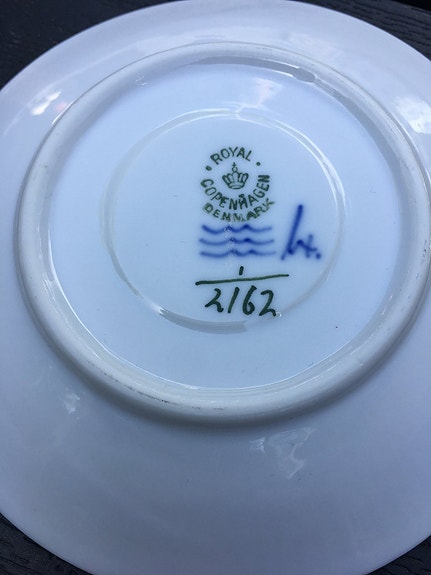 ROYAL
COPENHAGEN
DENMARK
1
2162